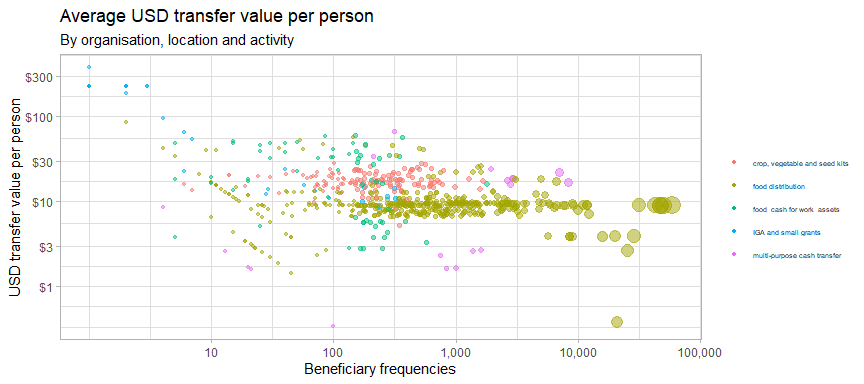 Average USD transfer value per person
By organisation, location and activity
USD transfer value per person
$300
$100
$30
$10
$3
$1
10
100
1,000
10,000
100,000
Beneficiary frequencies
crop, vegetable and seed kits
food distribution
food cash for work assets
IGA and small grants
multi-purpose cash transfer